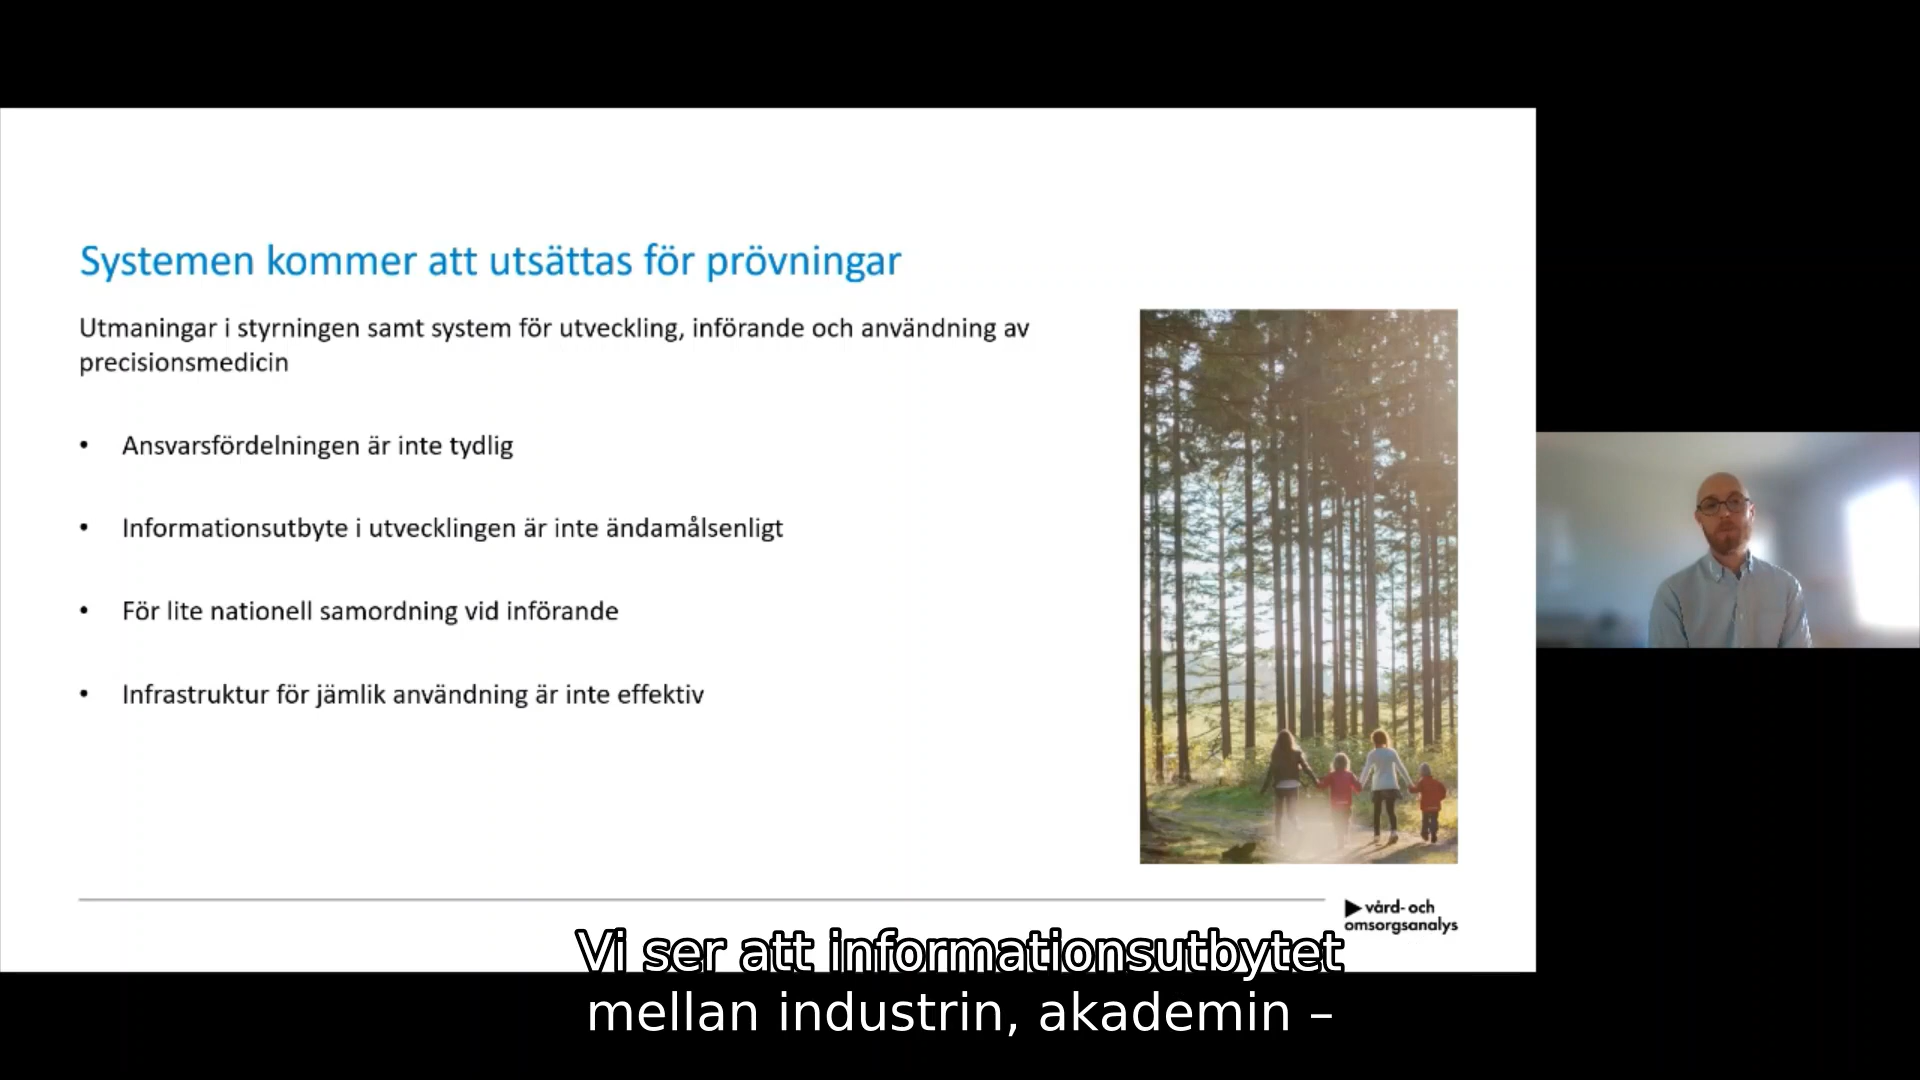 Systemen kommer att utsättas för prövningar
Utmaningar i styrningen samt system för utveckling, införande och användning av
precisionsmedicin
• Ansvarsfördelningen är inte tydlig
• Informationsutbyte i utvecklingen är inte ändamålsenligt
• För lite nationell samordning vid införande
• Infrastruktur för jämlik användning är inte effektiv
vård- och
omsorgsanalys
Vi ser att informationsutbytet
mellan industrin, akademin –